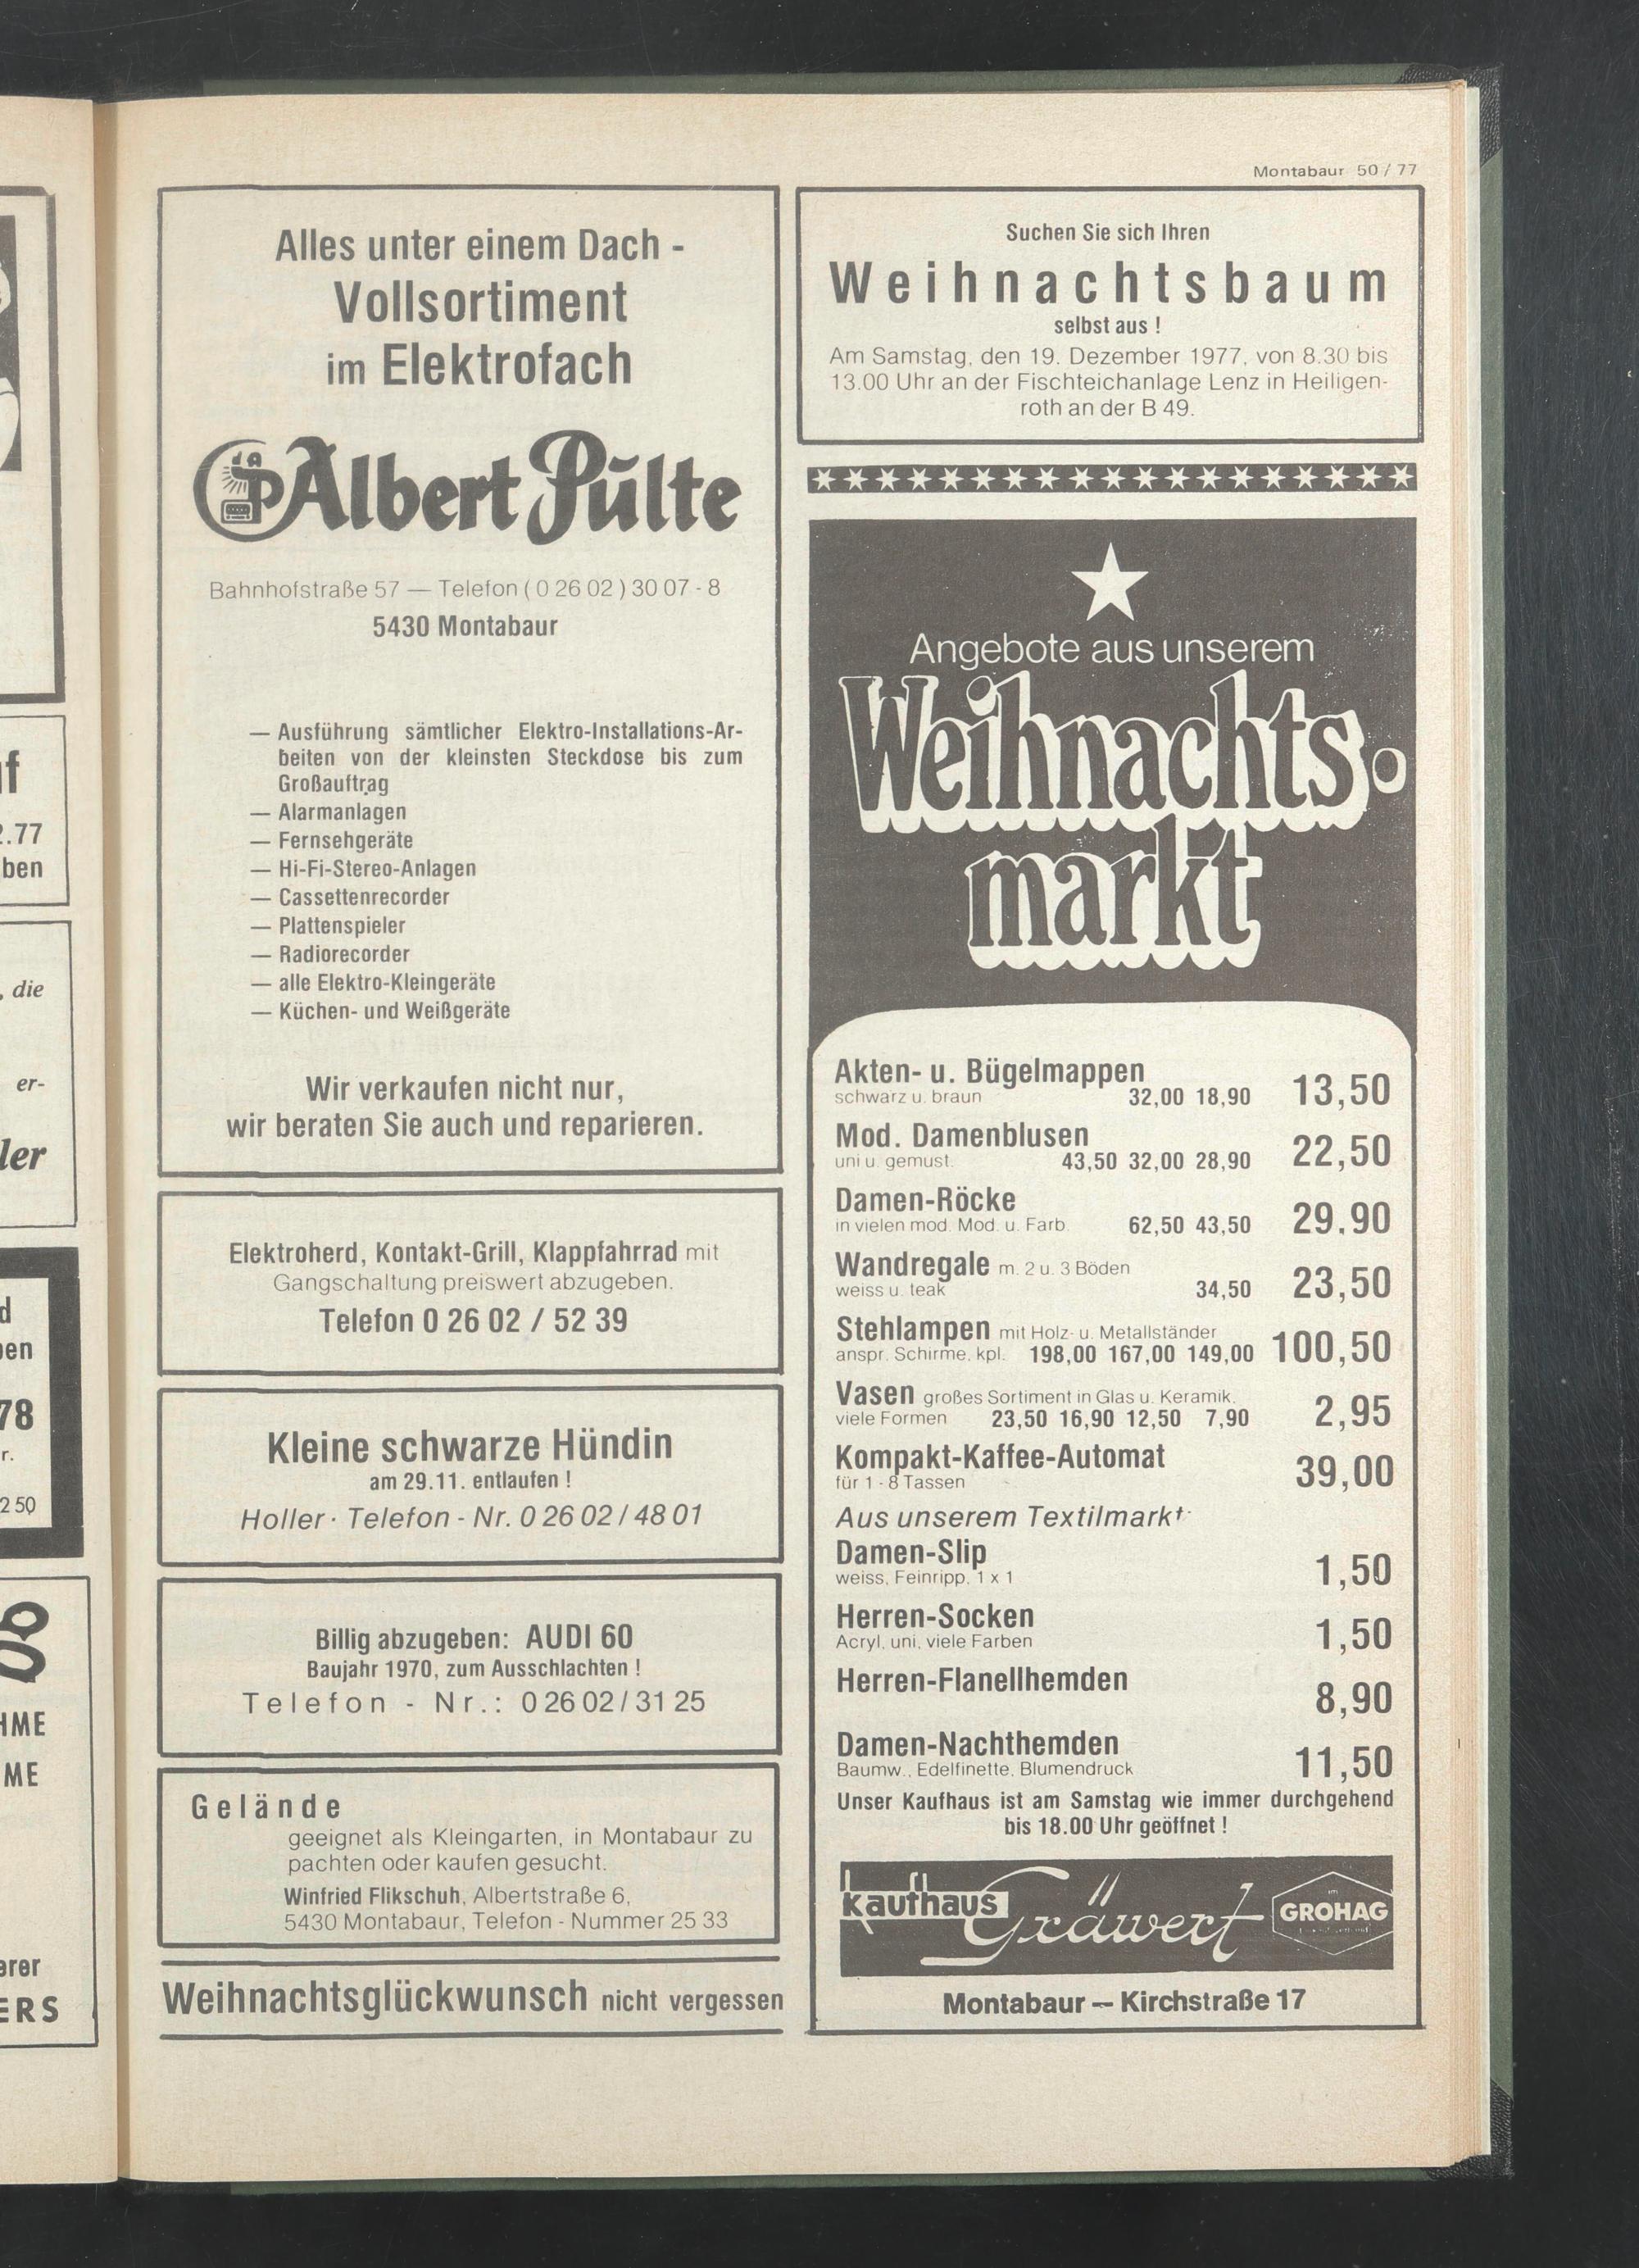 Montabaur 50 / 77
Alles unter einem Dach -
Vollsortiment
im Elektrofach
Albert Pülte
Bahnhofstraße 57 — Telefon ( 0 26 02 ) 30 07 - 8
5430 Montabaur
— Ausführung sämtlicher Elektro-Installations-Ar-
beiten von der kleinsten Steckdose bis zum
Großauftrag
— Alarmanlagen
— Fernsehgeräte
— Hi-Fi-Stereo-Anlagen
— Cassettenrecorder
— Plattenspieler
— Radiorecorder
— alle Elektro-Kleingeräte
— Küchen- und Weißgeräte
Wir verkaufen nicht nur,
wir beraten Sie auch und reparieren.
Elektroherd, Kontakt-Grill, Klappfahrrad mit
Gangschaltung preiswert abzugeben.
Telefon 0 26 02 / 52 39
Kleine schwarze Hündin
am 29.11. entlaufen !
Holler · Telefon - Nr. 0 26 02 / 48 01
Billig abzugeben: AUDI 60
Baujahr 1970, zum Ausschlachten !
Telefon - Nr.: 0 26 02 / 31 25
Gelände
geeignet als Kleingarten, in Montabaur zu
pachten oder kaufen gesucht.
Winfried Flikschuh, Albertstraße 6,
5430 Montabaur, Telefon - Nummer 25 33
Weihnachtsglückwunsch nicht vergessen
Suchen Sie sich Ihren
Weihnachtsbaum
selbst aus !
Am Samstag, den 19. Dezember 1977, von 8.30 bis
13.00 Uhr an der Fischteichanlage Lenz in Heiligen-
roth an der B 49.
Angebote aus unserem
Weihnachts-
markt
Akten- u. Bügelmappen
schwarz u. braun 32,00 18,90 13,50
Mod. Damenblusen
uni u. gemust. 43,50 32,00 28,90 22,50
Damen-Röcke
in vielen mod. Mod. u. Farb. 62,50 43,50 29.90
Wandregale m. 2 u. 3 Böden
weiss u. teak 34,50 23,50
Stehlampen mit Holz- u. Metallständer
anspr. Schirme, kpl. 198,00 167,00 149,00 100,50
Vasen großes Sortiment in Glas u. Keramik,
viele Formen 23,50 16,90 12,50 7,90 2,95
Kompakt-Kaffee-Automat
für 1 - 8 Tassen 39,00
Aus unserem Textilmarkt
Damen-Slip
weiss, Feinripp, 1 x 1 1,50
Herren-Socken
Acryl, uni, viele Farben 1,50
Herren-Flanellhemden
8,90
Damen-Nachthemden
Baumw., Edelfinette, Blumendruck 11,50
Unser Kaufhaus ist am Samstag wie immer durchgehend
bis 18.00 Uhr geöffnet !
kaufhaus Gräwert
GROHAG
Montabaur — Kirchstraße 17
f
.77
ben
, die
er-
ler
d
en
78
r.
2 50
ME
ME
erer
ERS